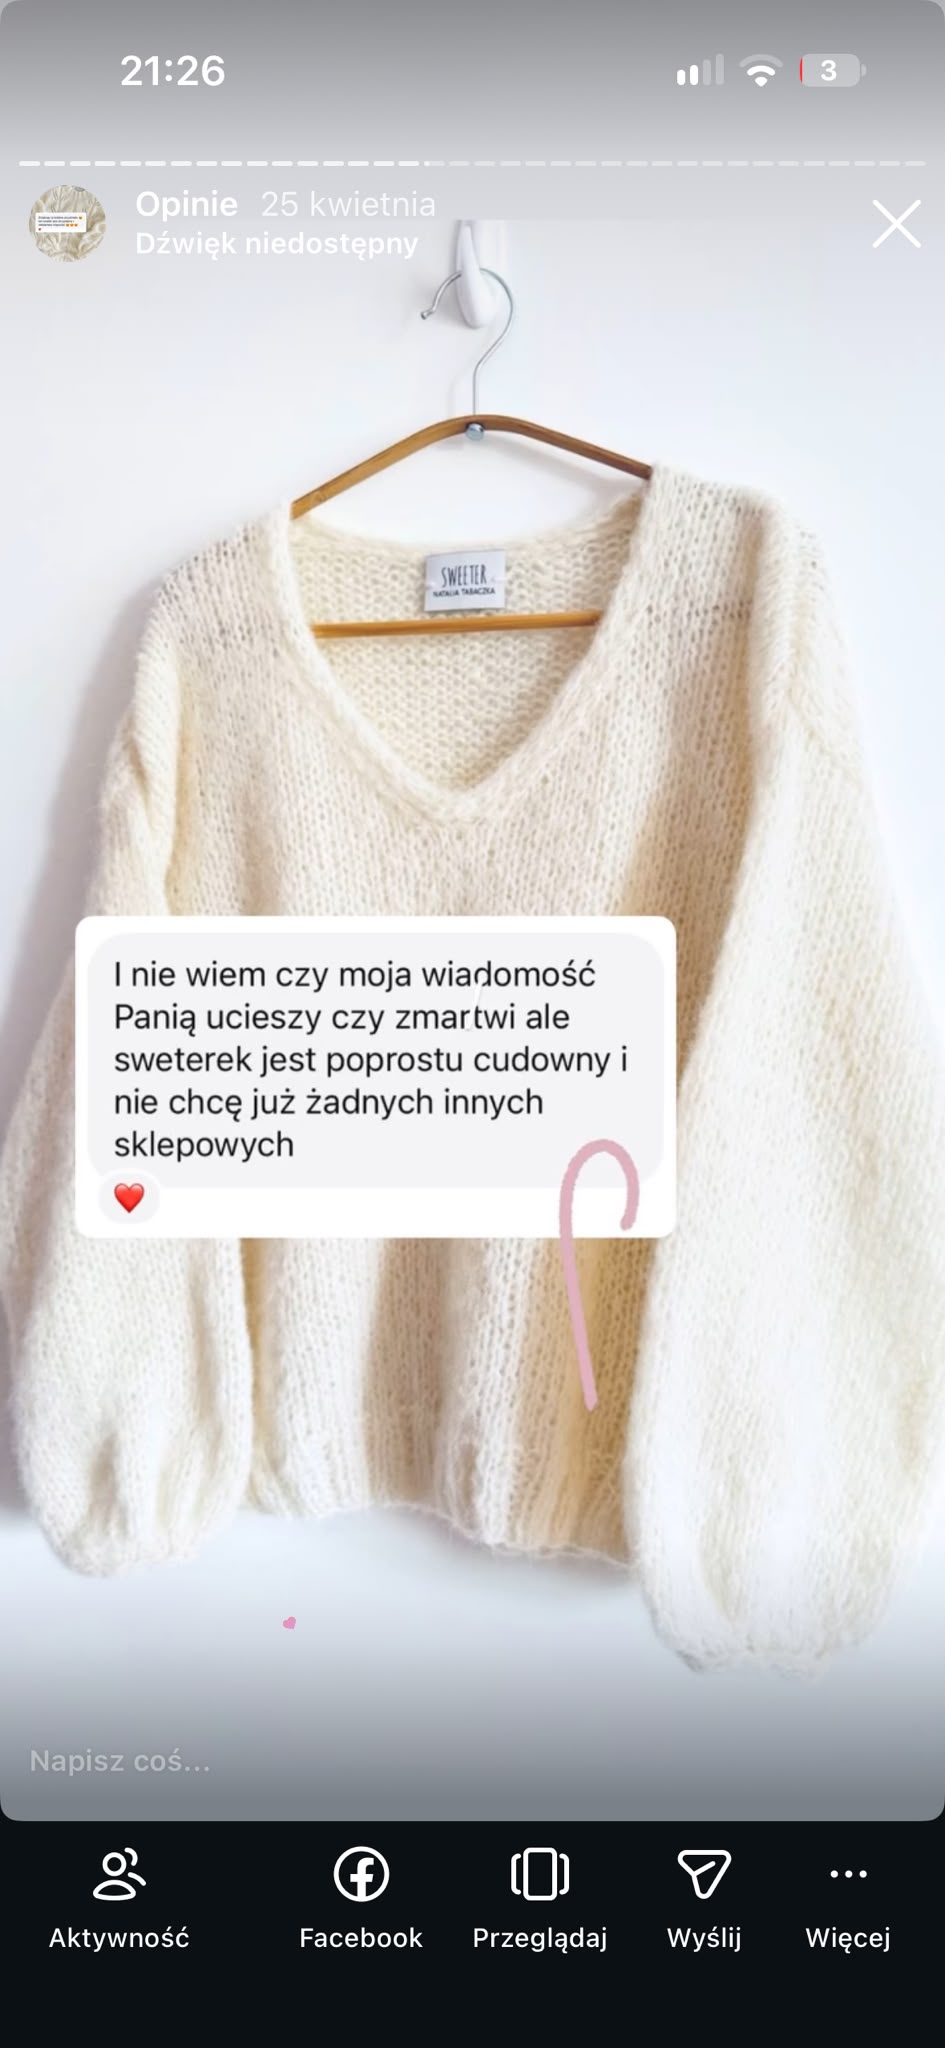 21:26
3
Opinie 25 kwietnia
Dźwięk niedostępny
SWEETER
NATALIA TABACZKA
I nie wiem czy moja wiadomość
Panią ucieszy czy zmartwi ale
sweterek jest poprostu cudowny i
nie chcę już żadnych innych
sklepowych
Napisz coś...
Aktywność
Facebook
Przeglądaj
Wyślij
Więcej